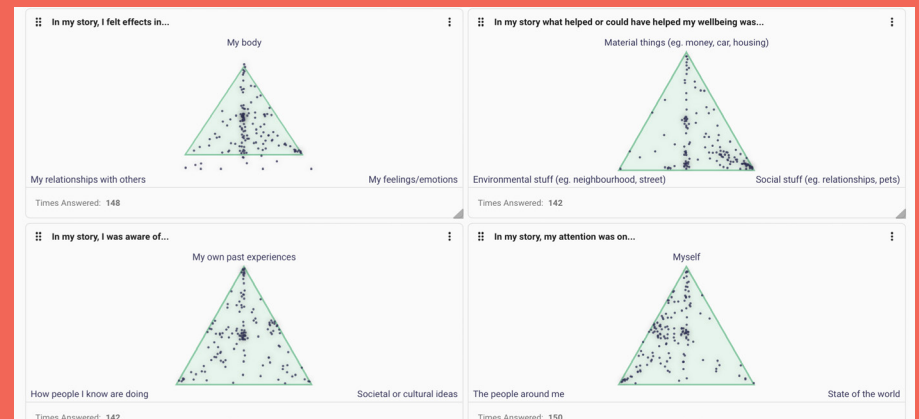 In my story, I felt effects in...
My body
My relationships with others
My feelings/emotions
Times Answered: 148
In my story what helped or could have helped my wellbeing was...
Material things (eg. money, car, housing)
Environmental stuff (eg. neighbourhood, street)
Social stuff (eg. relationships, pets)
Times Answered: 142
In my story, I was aware of...
My own past experiences
How people I know are doing
Societal or cultural ideas
Times Answered: 142
In my story, my attention was on...
Myself
The people around me
State of the world
Times Answered: 150